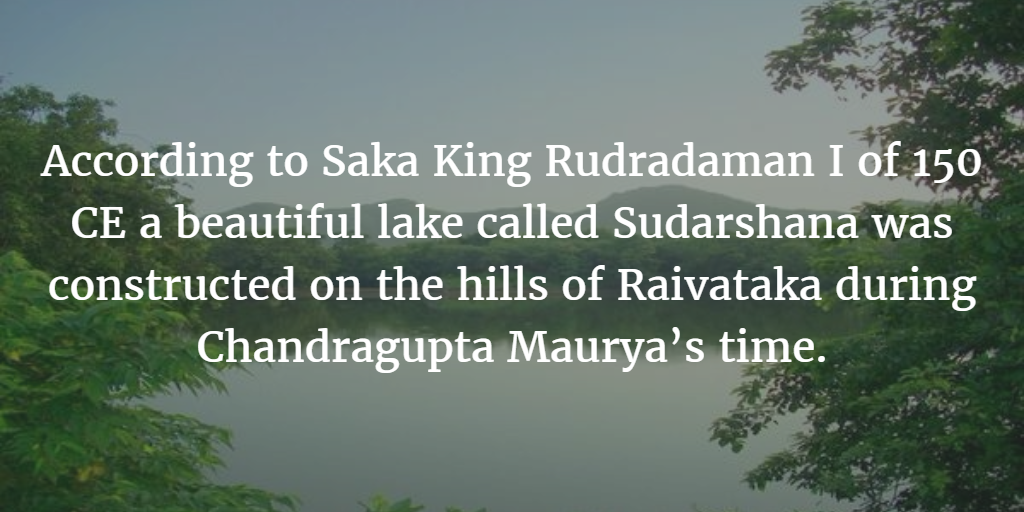 According to Saka King Rudradaman I of 150
CE a beautiful lake called Sudarshana was
constructed on the hills of Raivataka during
Chandragupta Maurya’s time.